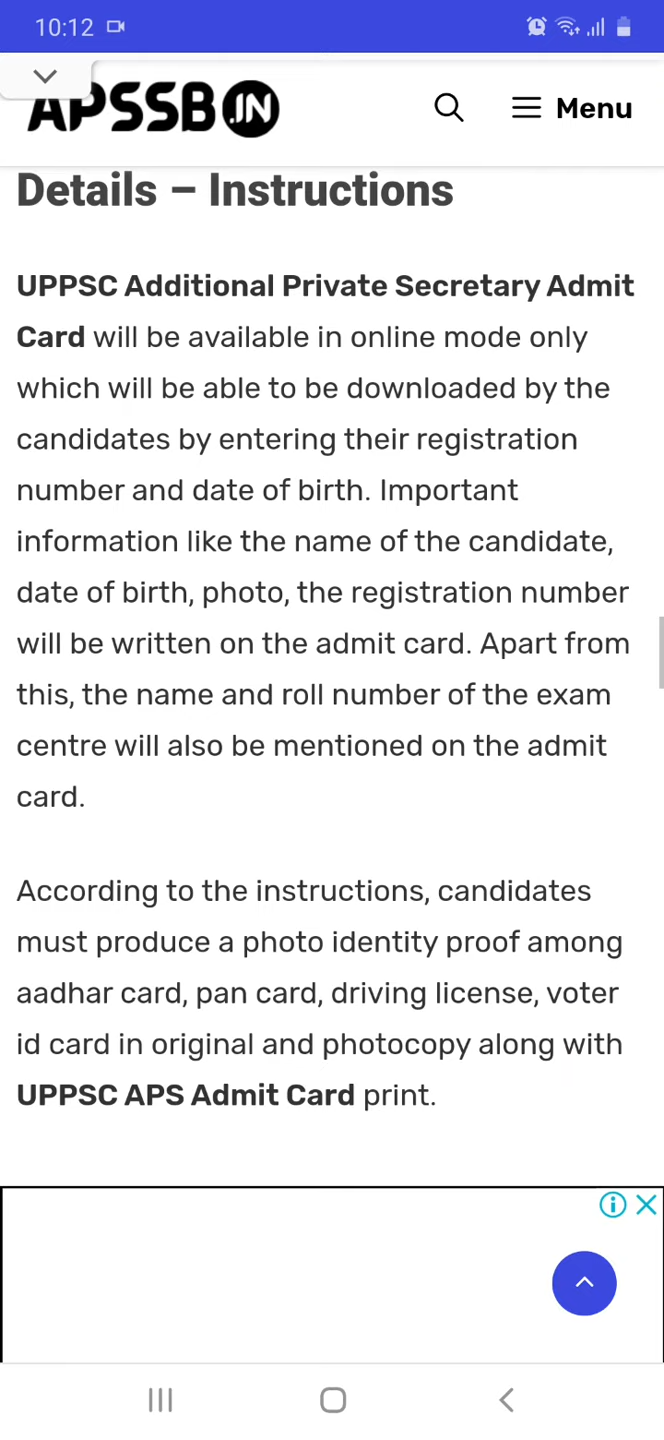 10:12
APSSB.IN
Menu
Details – Instructions
UPPSC Additional Private Secretary Admit
Card will be available in online mode only
which will be able to be downloaded by the
candidates by entering their registration
number and date of birth. Important
information like the name of the candidate,
date of birth, photo, the registration number
will be written on the admit card. Apart from
this, the name and roll number of the exam
centre will also be mentioned on the admit
card.
According to the instructions, candidates
must produce a photo identity proof among
aadhar card, pan card, driving license, voter
id card in original and photocopy along with
UPPSC APS Admit Card print.